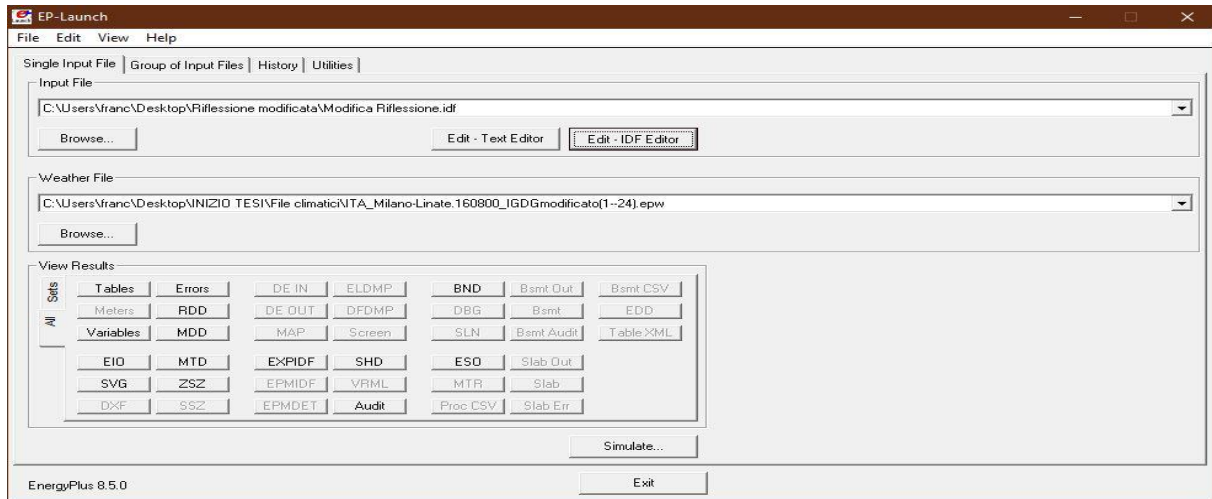 EP-Launch
File Edit View Help
Single Input File Group of Input Files History Utilities
Input File
C:\Users\franc\Desktop\Riflessione modificata\Modifica Riflessione.idf
Browse... Edit - Text Editor Edit - IDF Editor
Weather File
C:\Users\franc\Desktop\INIZIO TESI\File climatici\ITA_Milano-Linate.160800_IGDGmodificato(1--24).epw
Browse...
View Results
Sets
All
Tables Errors DE IN ELDMP BND Bsmt Out Bsmt CSV
Meters RDD DE OUT DFDMP DBG Bsmt EDD
Variables MDD MAP Screen SLN Bsmt Audit Table XML
EIO MTD EXPIDF SHD ESO Slab Out
SVG ZSZ EPMIDF VRML MTR Slab
DXF SSZ EPMDET Audit Proc CSV Slab Err
Simulate...
EnergyPlus 8.5.0 Exit